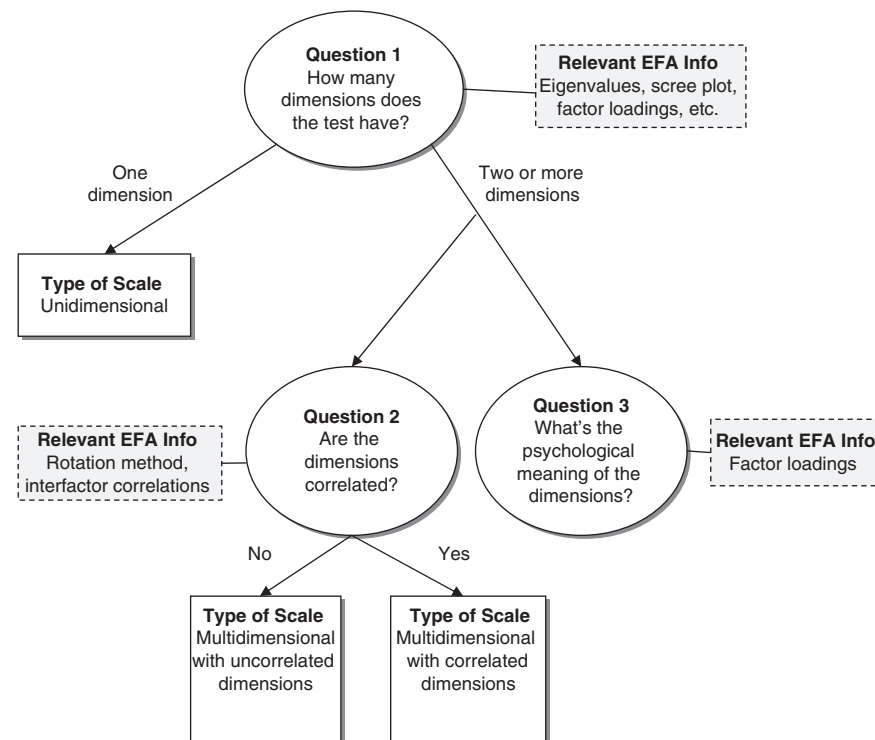 Question 1
How many
dimensions does
the test have?
Relevant EFA Info
Eigenvalues, scree plot,
factor loadings, etc.
One
dimension
Two or more
dimensions
Type of Scale
Unidimensional
Question 2
Are the
dimensions
correlated?
Question 3
What's the
psychological
meaning of the
dimensions?
Relevant EFA Info
Rotation method,
interfactor correlations
Relevant EFA Info
Factor loadings
No
Yes
Type of Scale
Multidimensional
with uncorrelated
dimensions
Type of Scale
Multidimensional
with correlated
dimensions